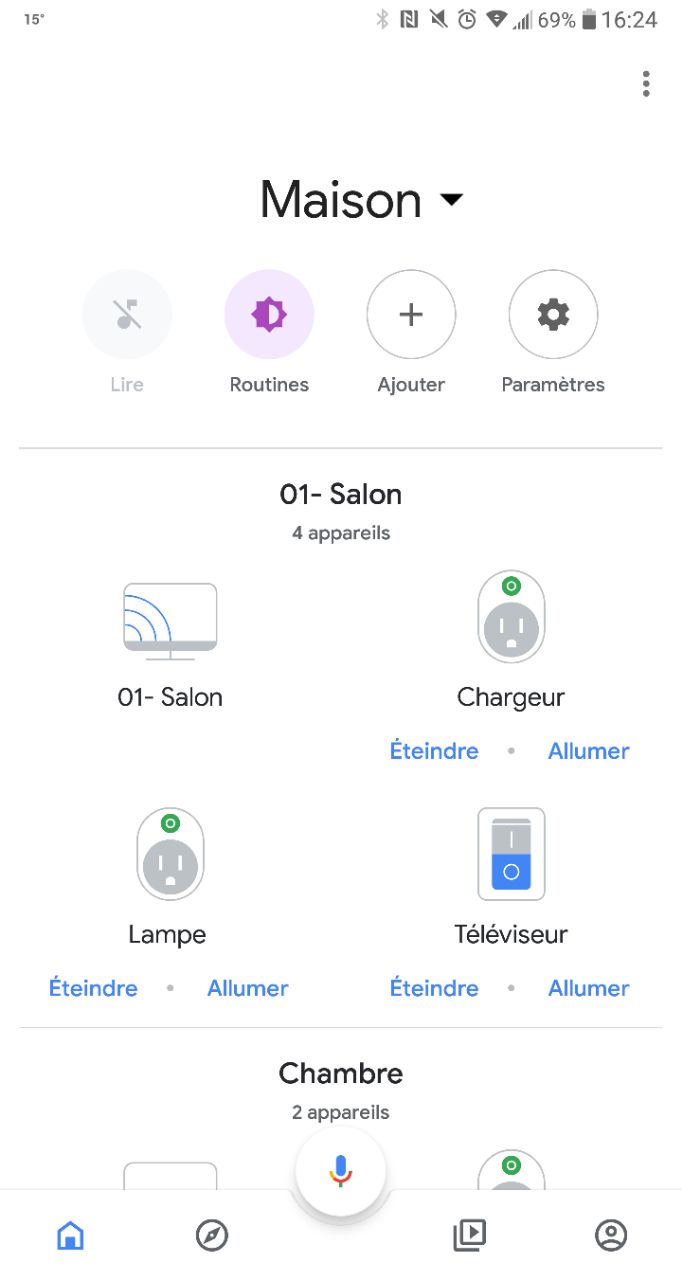 15°
69% 16:24
Maison
Lire Routines Ajouter Paramètres
01- Salon
4 appareils
01- Salon Chargeur
Éteindre • Allumer
Lampe Téléviseur
Éteindre • Allumer Éteindre • Allumer
Chambre
2 appareils